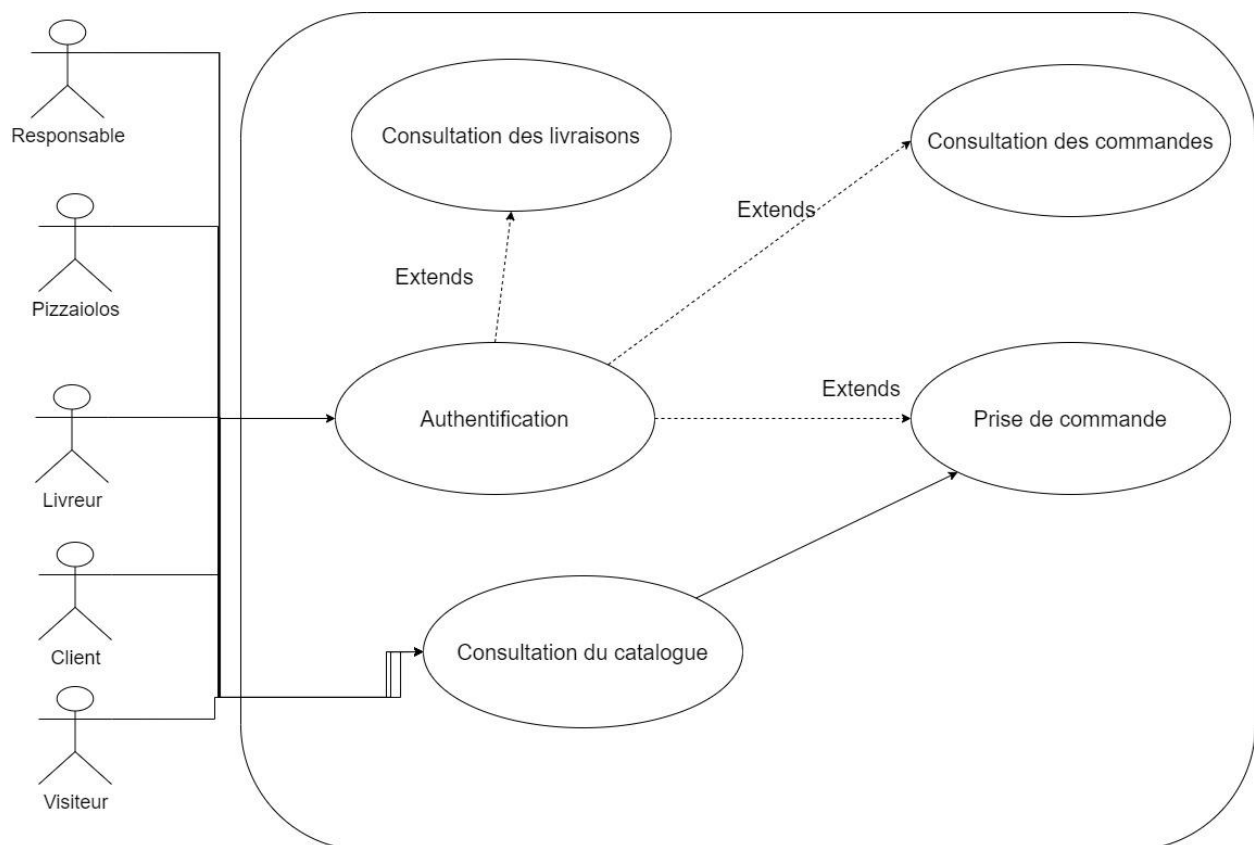 Responsable
Consultation des livraisons
Consultation des commandes
Extends
Extends
Pizzaiolos
Extends
Authentification
Prise de commande
Livreur
Client
Consultation du catalogue
Visiteur